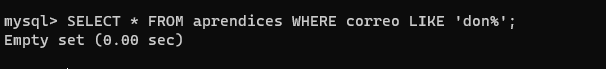 mysql> SELECT * FROM aprendices WHERE correo LIKE 'don%';
Empty set (0.00 sec)